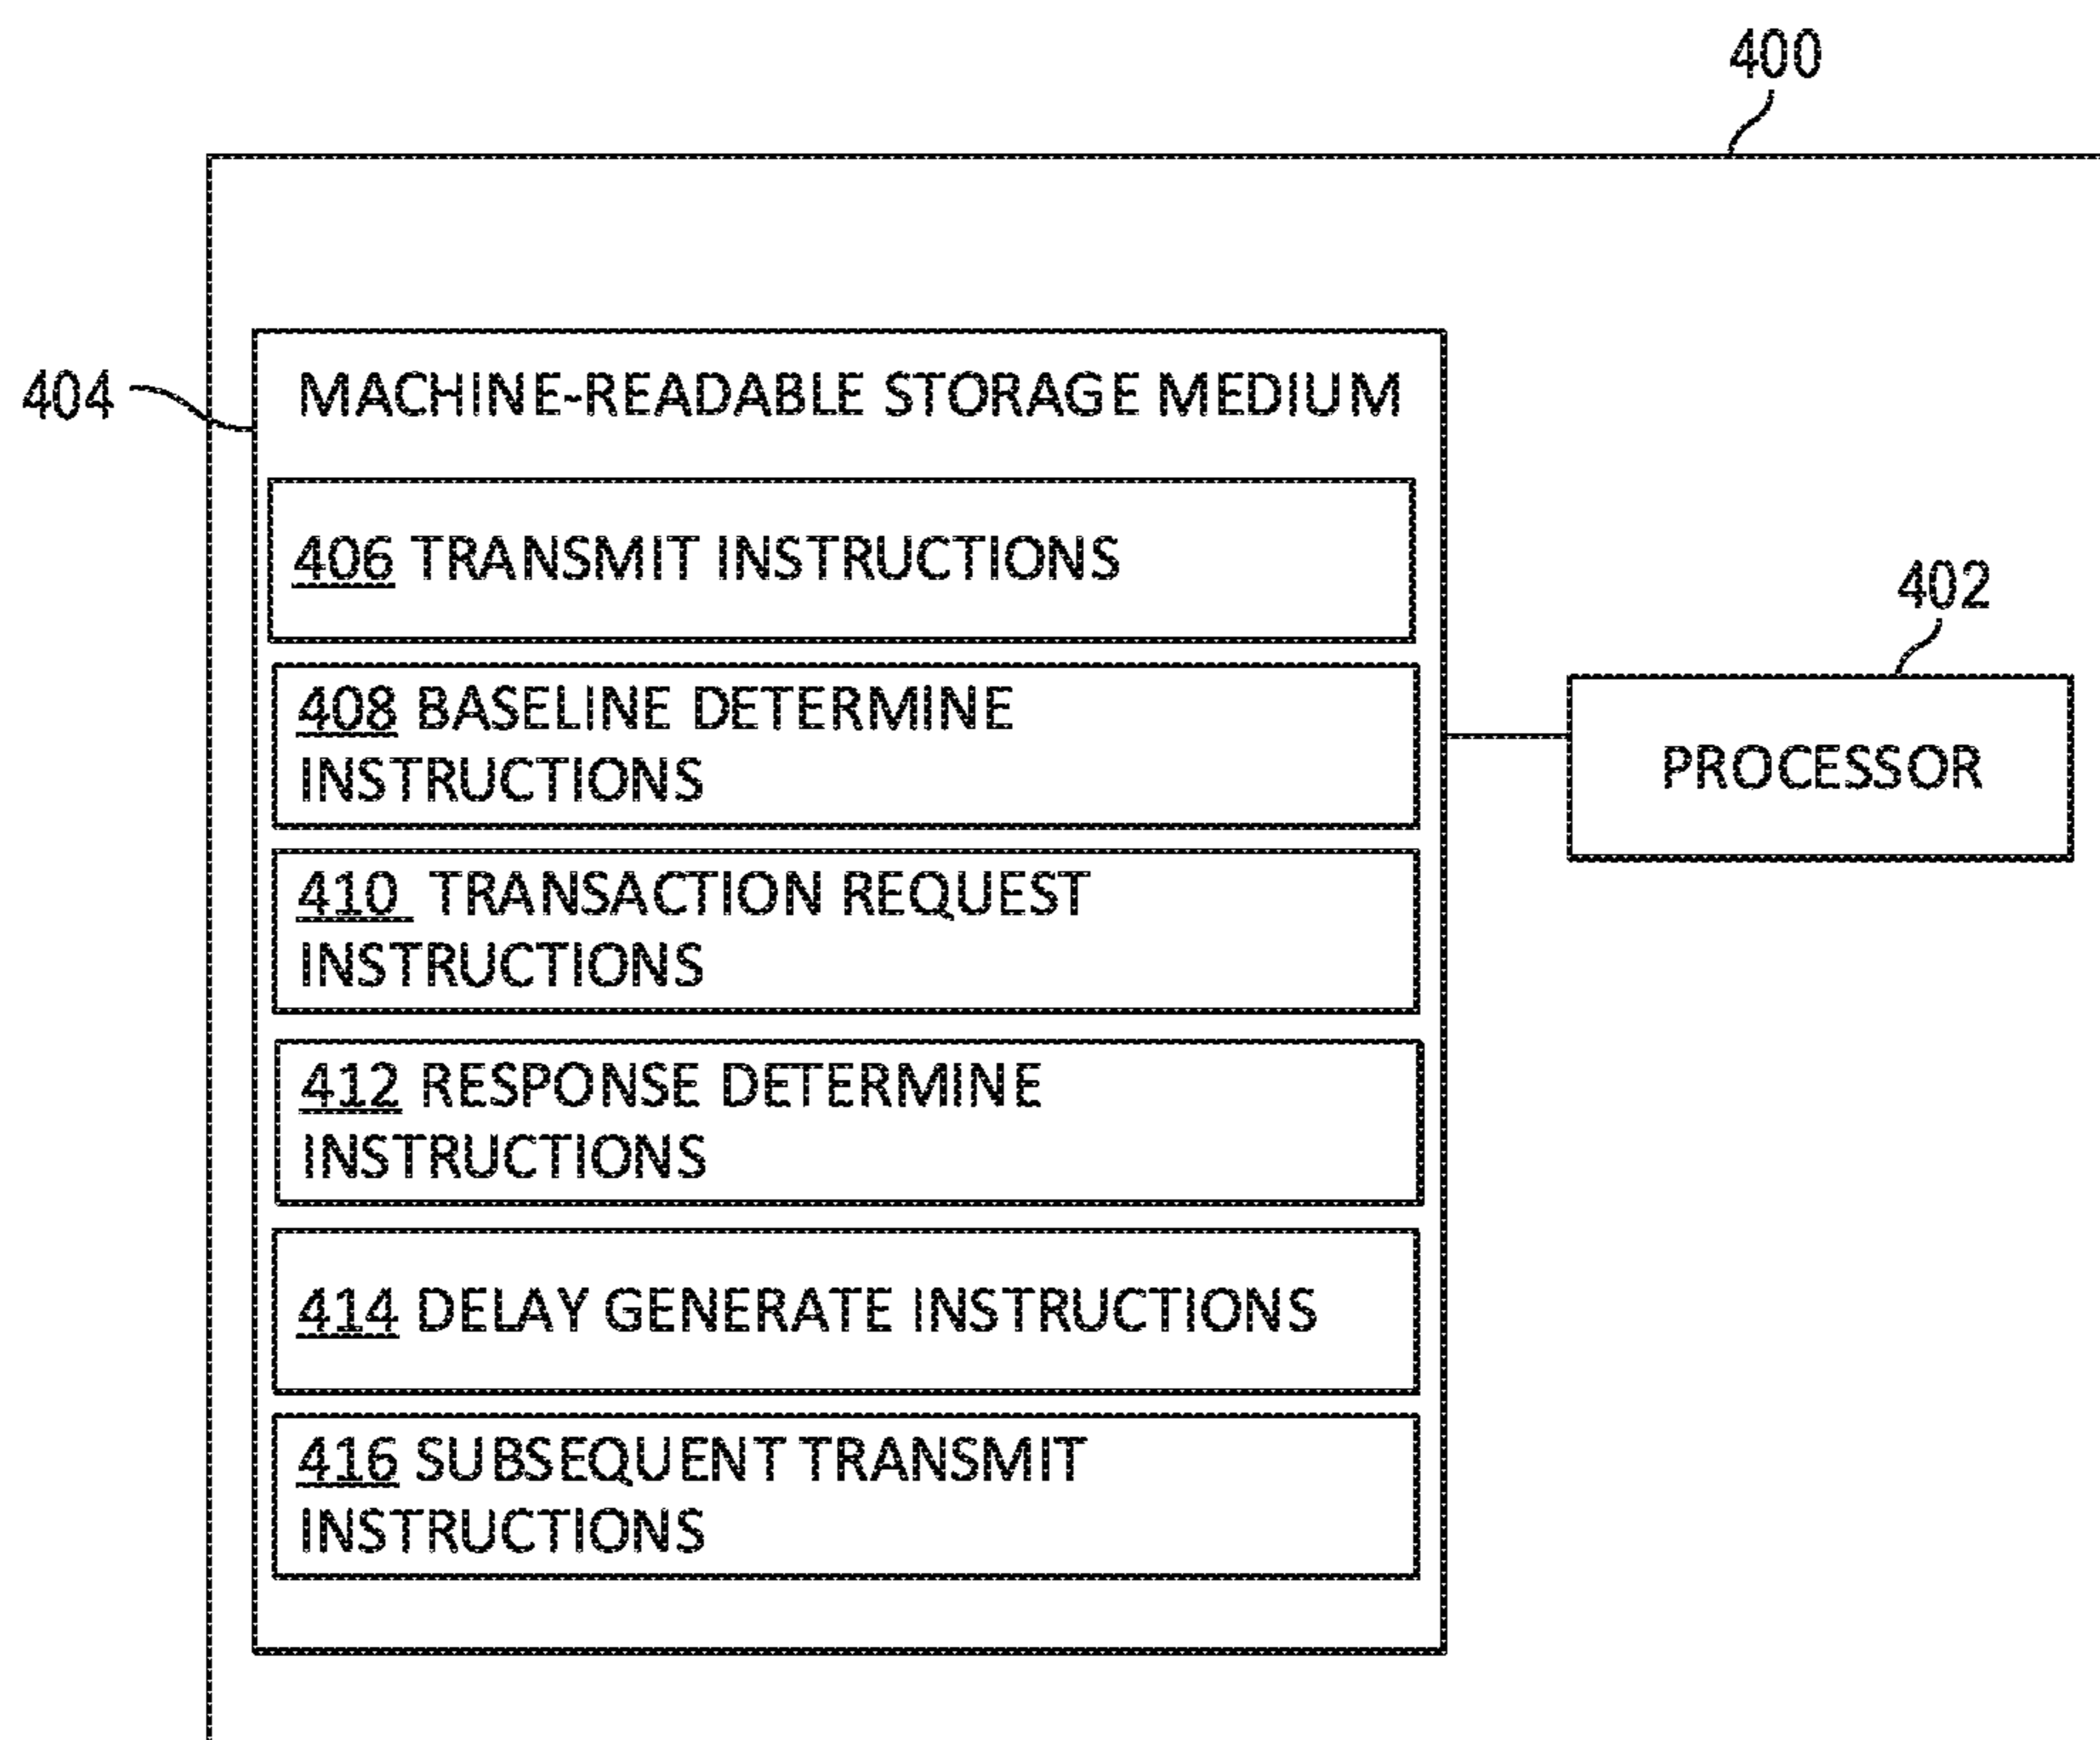 400
404
MACHINE-READABLE STORAGE MEDIUM
406 TRANSMIT INSTRUCTIONS
408 BASELINE DETERMINE
INSTRUCTIONS
410 TRANSACTION REQUEST
INSTRUCTIONS
412 RESPONSE DETERMINE
INSTRUCTIONS
414 DELAY GENERATE INSTRUCTIONS
416 SUBSEQUENT TRANSMIT
INSTRUCTIONS
402
PROCESSOR